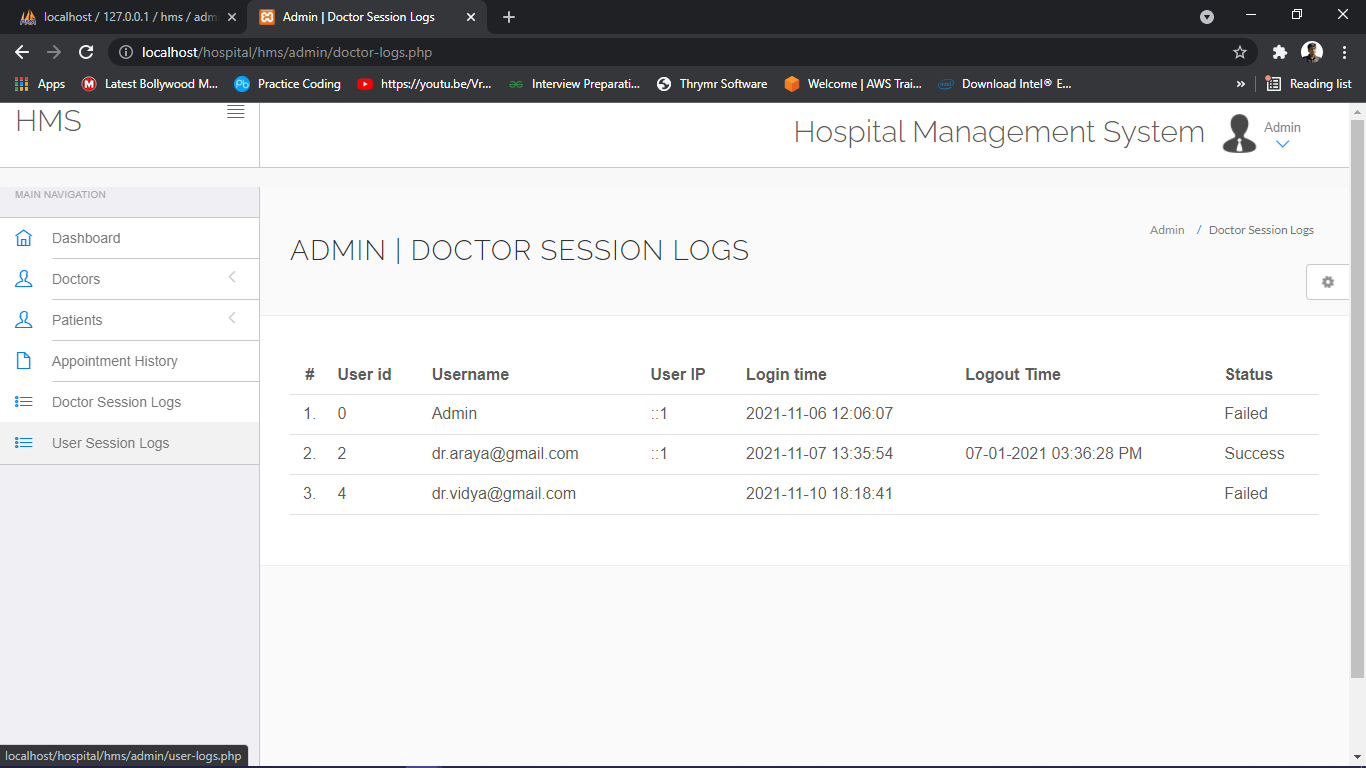 localhost / 127.0.0.1 / hms / adm
Admin | Doctor Session Logs
localhost/hospital/hms/admin/doctor-logs.php
Apps
Latest Bollywood M...
Practice Coding
https://youtu.be/Vr...
Interview Preparati...
Thrymr Software
Welcome | AWS Trai...
Download Intel® E...
»
Reading list
HMS
Hospital Management System
Admin
MAIN NAVIGATION
Dashboard
Doctors
Patients
Appointment History
Doctor Session Logs
User Session Logs
ADMIN | DOCTOR SESSION LOGS
Admin / Doctor Session Logs
# User id Username User IP Login time Logout Time Status
1. 0 Admin ::1 2021-11-06 12:06:07 Failed
2. 2 dr.araya@gmail.com ::1 2021-11-07 13:35:54 07-01-2021 03:36:28 PM Success
3. 4 dr.vidya@gmail.com 2021-11-10 18:18:41 Failed
localhost/hospital/hms/admin/user-logs.php